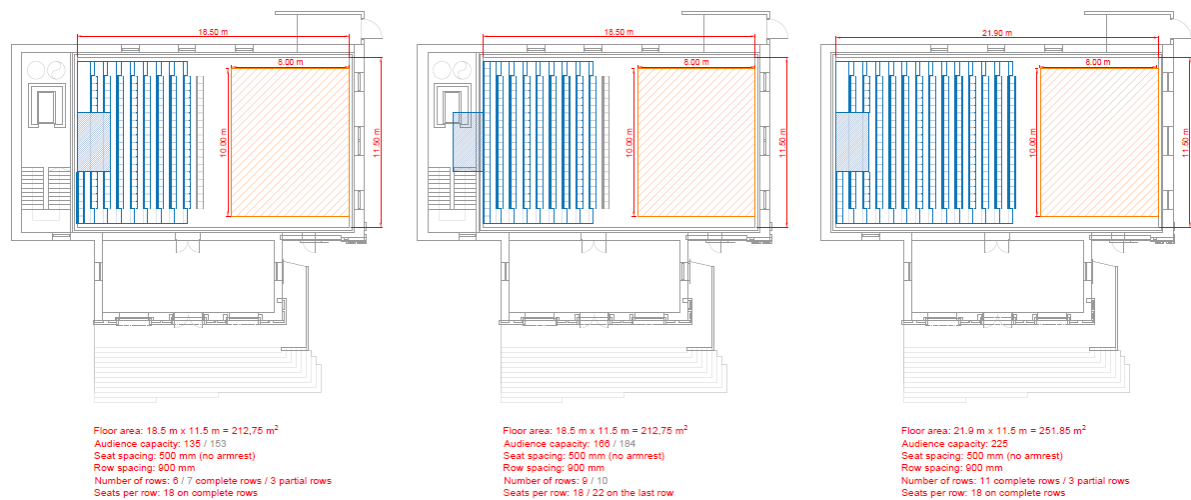 18.50 m
8.00 m
10.00 m
11.50 m
18.50 m
8.00 m
10.00 m
11.50 m
21.90 m
8.00 m
10.00 m
11.50 m
Floor area: 18.5 m x 11.5 m = 212,75 m²
Audience capacity: 135 / 153
Seat spacing: 500 mm (no armrest)
Row spacing: 900 mm
Number of rows: 6 / 7 complete rows / 3 partial rows
Seats per row: 18 on complete rows
Floor area: 18.5 m x 11.5 m = 212,75 m²
Audience capacity: 166 / 184
Seat spacing: 500 mm (no armrest)
Row spacing: 900 mm
Number of rows: 9 / 10
Seats per row: 18 / 22 on the last row
Floor area: 21.9 m x 11.5 m = 251.85 m²
Audience capacity: 225
Seat spacing: 500 mm (no armrest)
Row spacing: 900 mm
Number of rows: 11 complete rows / 3 partial rows
Seats per row: 18 on complete rows